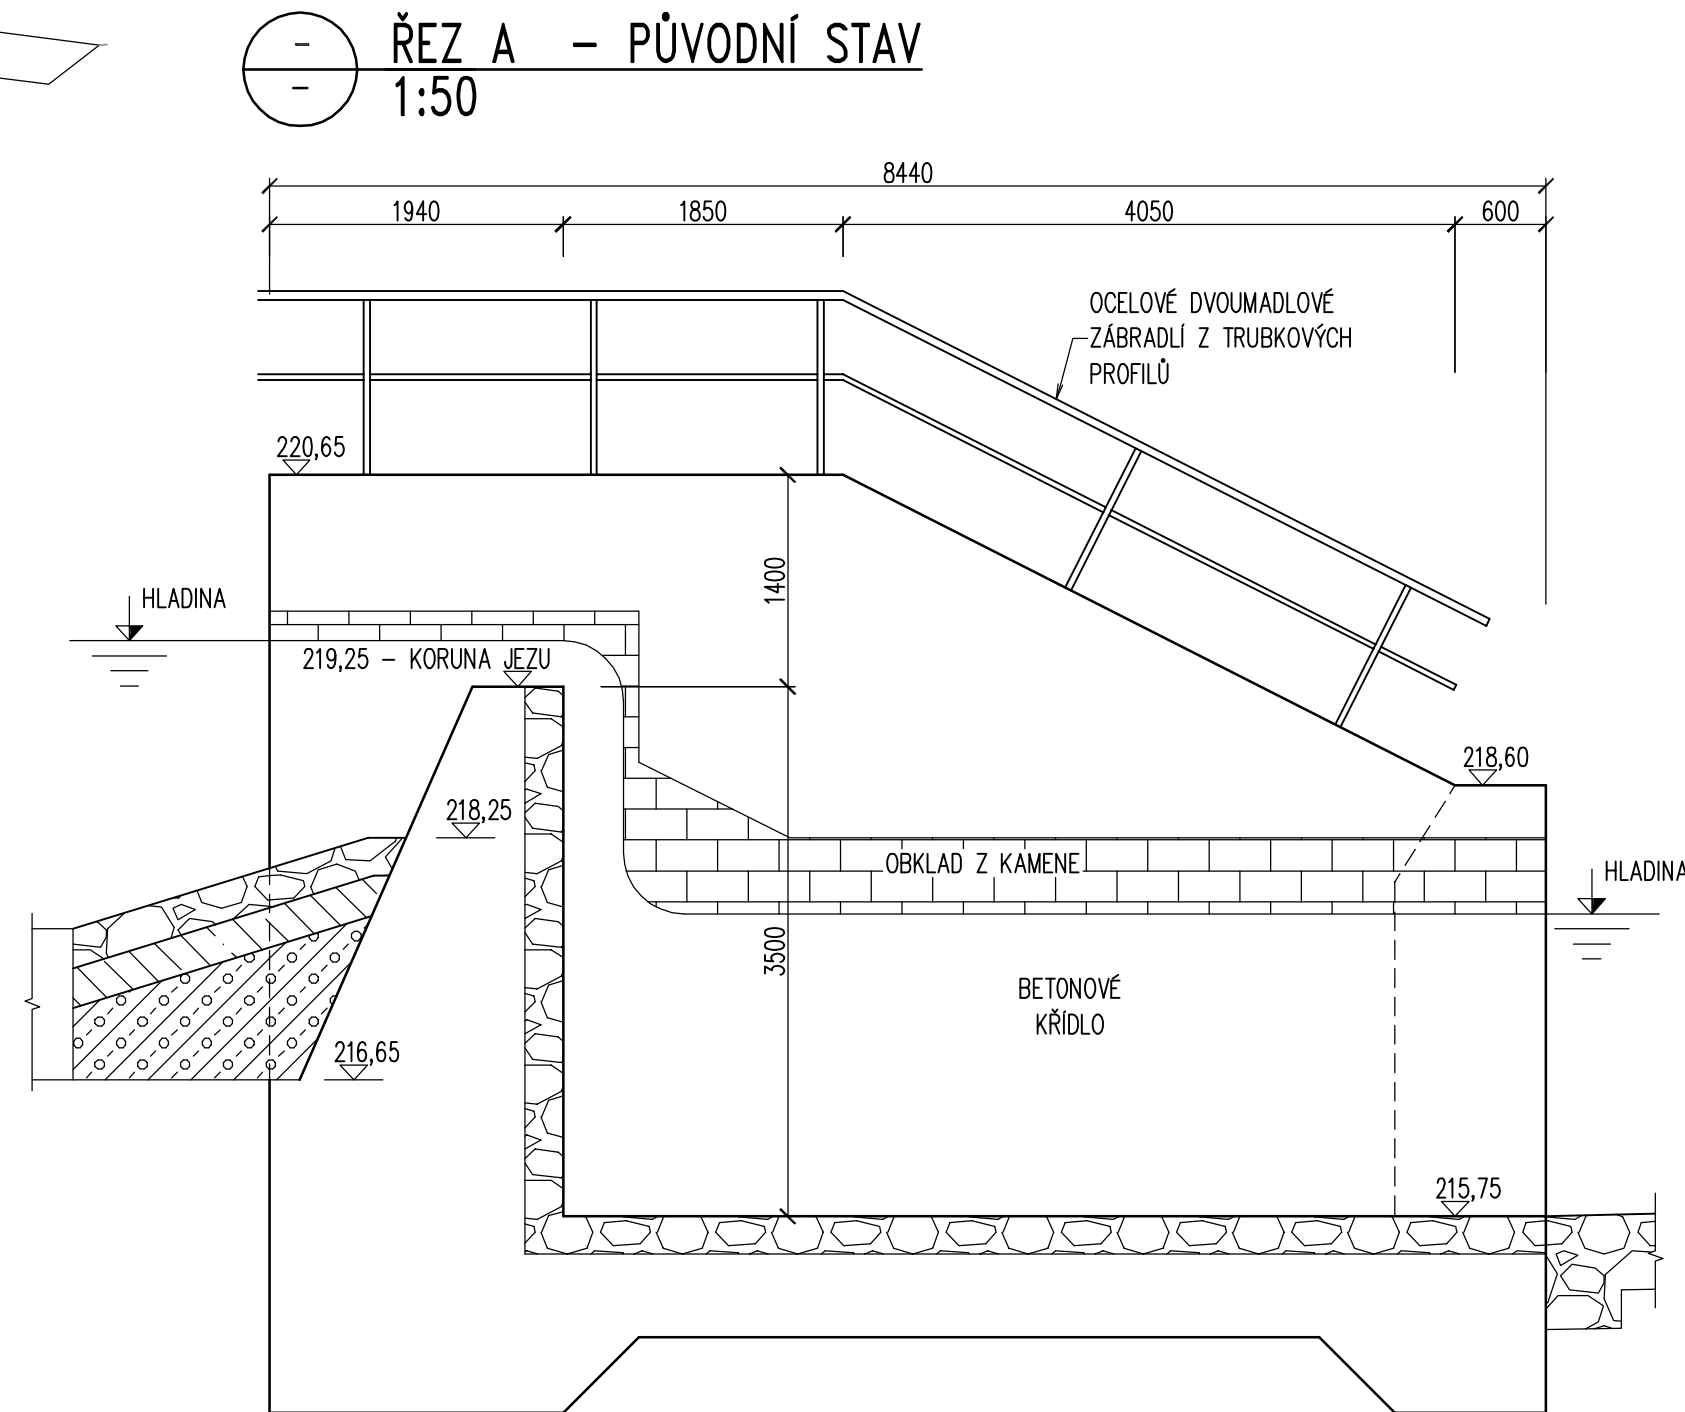 ŘEZ A – PŮVODNÍ STAV
1:50
8440
1940 1850 4050 600
OCELOVÉ DVOUMADLOVÉ
ZÁBRADLÍ Z TRUBKOVÝCH
PROFILŮ
220,65
1400
HLADINA
219,25 – KORUNA JEZU
218,60
218,25
OBKLAD Z KAMENE
HLADINA
3500
BETONOVÉ
KŘÍDLO
216,65
215,75